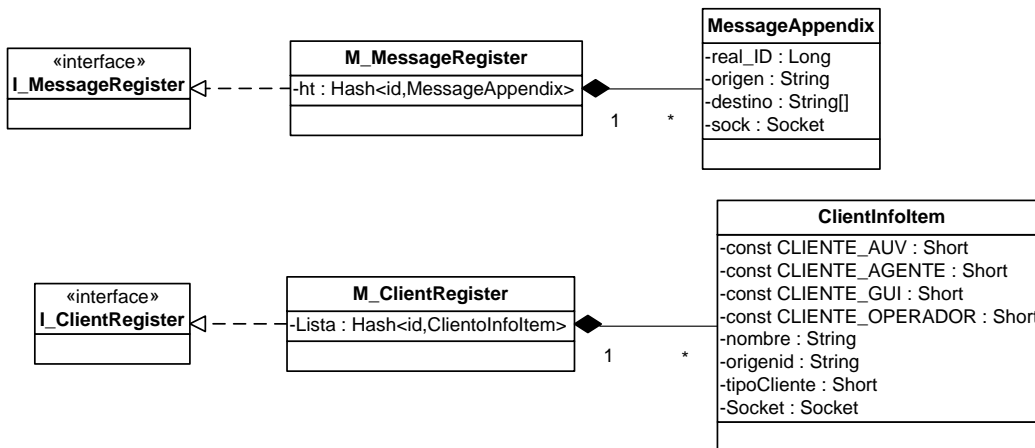 «interface»
I_MessageRegister
M_MessageRegister
-ht : Hash<id,MessageAppendix>
1
*
MessageAppendix
-real_ID : Long
-origen : String
-destino : String[]
-sock : Socket
«interface»
I_ClientRegister
M_ClientRegister
-Lista : Hash<id,ClientoInfoItem>
1
*
ClientInfoItem
-const CLIENTE_AUV : Short
-const CLIENTE_AGENTE : Short
-const CLIENTE_GUI : Short
-const CLIENTE_OPERADOR : Short
-nombre : String
-origenid : String
-tipoCliente : Short
-Socket : Socket